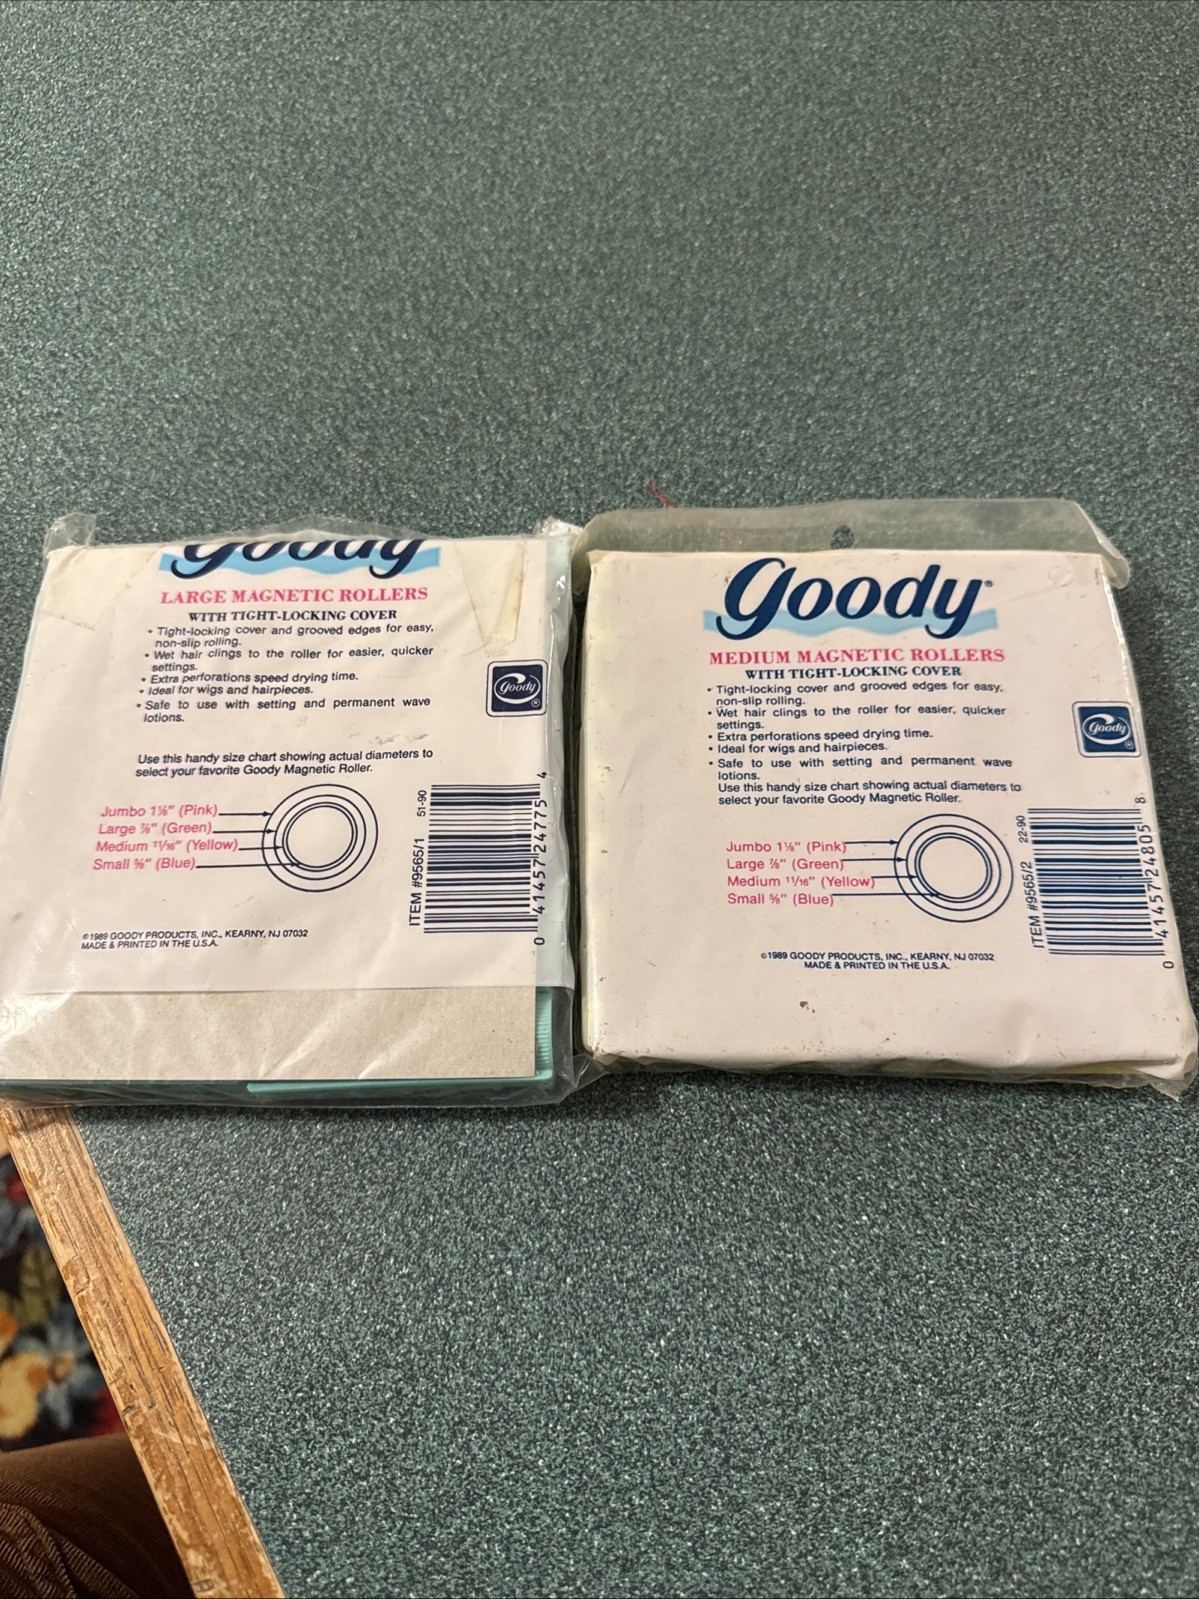 goody
LARGE MAGNETIC ROLLERS
WITH TIGHT-LOCKING COVER
• Tight-locking cover and grooved edges for easy,
non-slip rolling.
• Wet hair clings to the roller for easier, quicker
settings.
• Extra perforations speed drying time.
• Ideal for wigs and hairpieces.
• Safe to use with setting and permanent wave
lotions.
Goody®
Use this handy size chart showing actual diameters to
select your favorite Goody Magnetic Roller.
Jumbo 1⅛" (Pink)
Large ⅞" (Green)
Medium 11/16" (Yellow)
Small ⅝" (Blue)
ITEM #9565/1 51-90
0 41457 24775 4
©1989 GOODY PRODUCTS, INC., KEARNY, NJ 07032
MADE & PRINTED IN THE U.S.A.
goody®
MEDIUM MAGNETIC ROLLERS
WITH TIGHT-LOCKING COVER
• Tight-locking cover and grooved edges for easy,
non-slip rolling.
• Wet hair clings to the roller for easier, quicker
settings.
• Extra perforations speed drying time.
• Ideal for wigs and hairpieces.
• Safe to use with setting and permanent wave
lotions.
Goody®
Use this handy size chart showing actual diameters to
select your favorite Goody Magnetic Roller.
Jumbo 1⅛" (Pink)
Large ⅞" (Green)
Medium 11/16" (Yellow)
Small ⅝" (Blue)
ITEM #9565/2 22-90
0 41457 24805 8
©1989 GOODY PRODUCTS, INC., KEARNY, NJ 07032
MADE & PRINTED IN THE U.S.A.